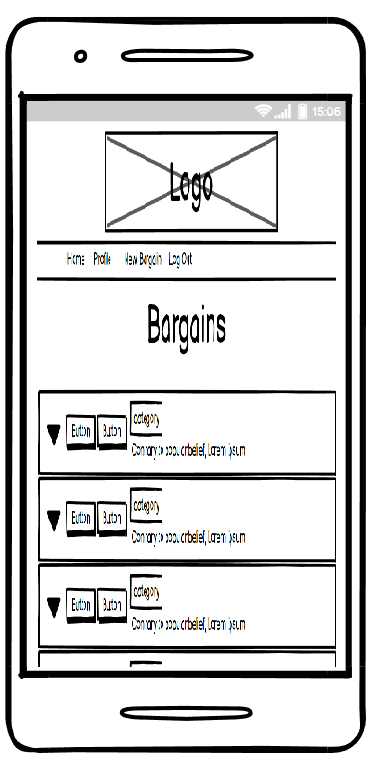 15:06
Logo
Home Profile New Bargain Log Out
Bargains
category
Button Button
Contrary to popular belief, Lorem Ipsum
category
Button Button
Contrary to popular belief, Lorem Ipsum
category
Button Button
Contrary to popular belief, Lorem Ipsum